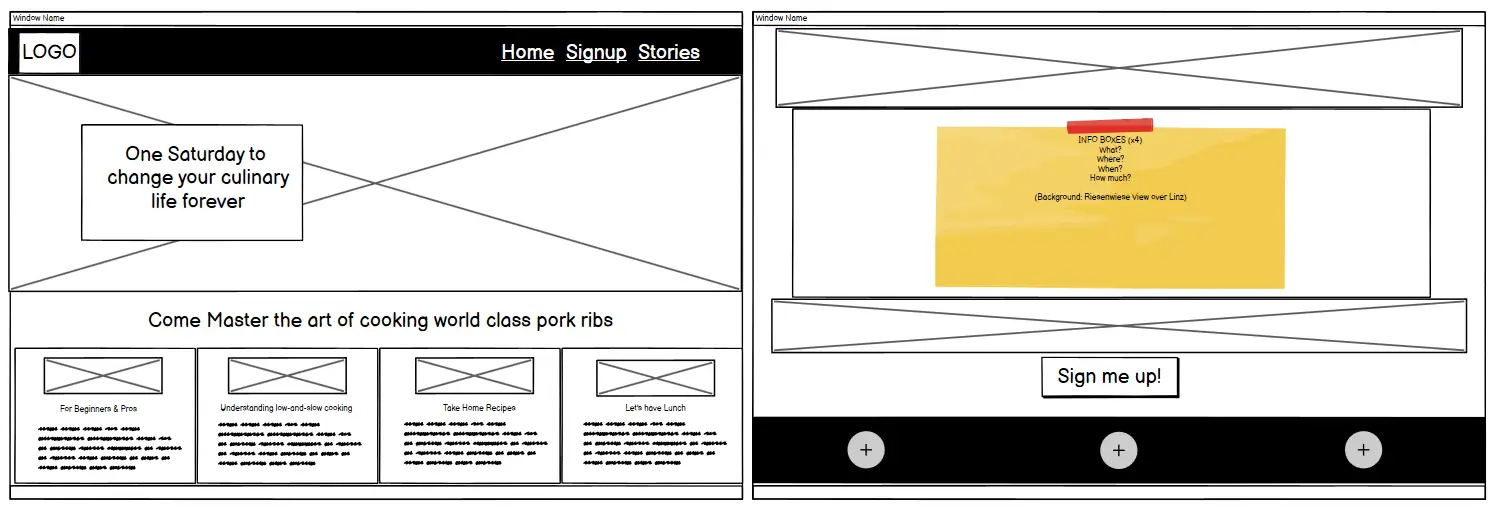 Window Name
LOGO
Home Signup Stories
One Saturday to
change your culinary
life forever
Come Master the art of cooking world class pork ribs
For Beginners & Pros
Understanding low-and-slow cooking
Take Home Recipes
Let's have Lunch
Window Name
INFO BOXES (x4)
What?
Where?
When?
How much?
(Background: Riesenwiese View over Linz)
Sign me up!
+
+
+